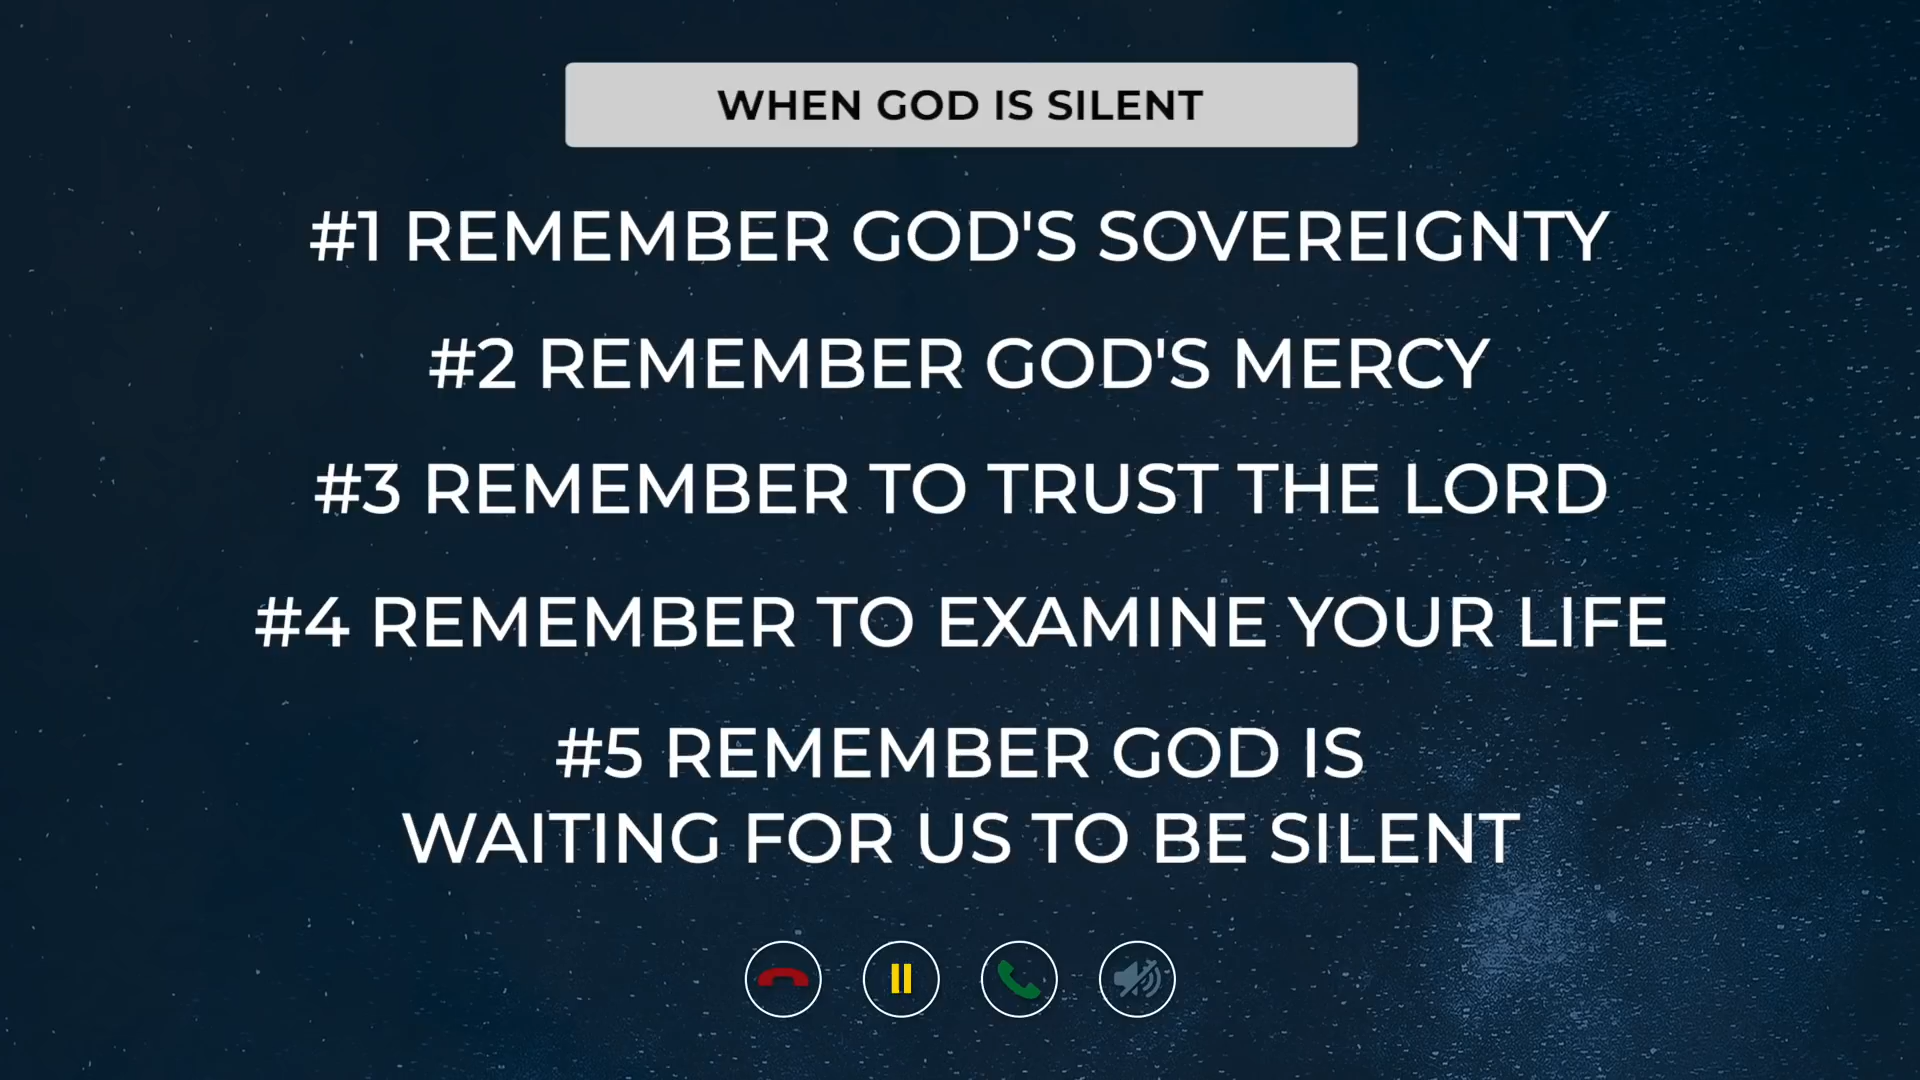 WHEN GOD IS SILENT
#1 REMEMBER GOD'S SOVEREIGNTY
#2 REMEMBER GOD'S MERCY
#3 REMEMBER TO TRUST THE LORD
#4 REMEMBER TO EXAMINE YOUR LIFE
#5 REMEMBER GOD IS
WAITING FOR US TO BE SILENT